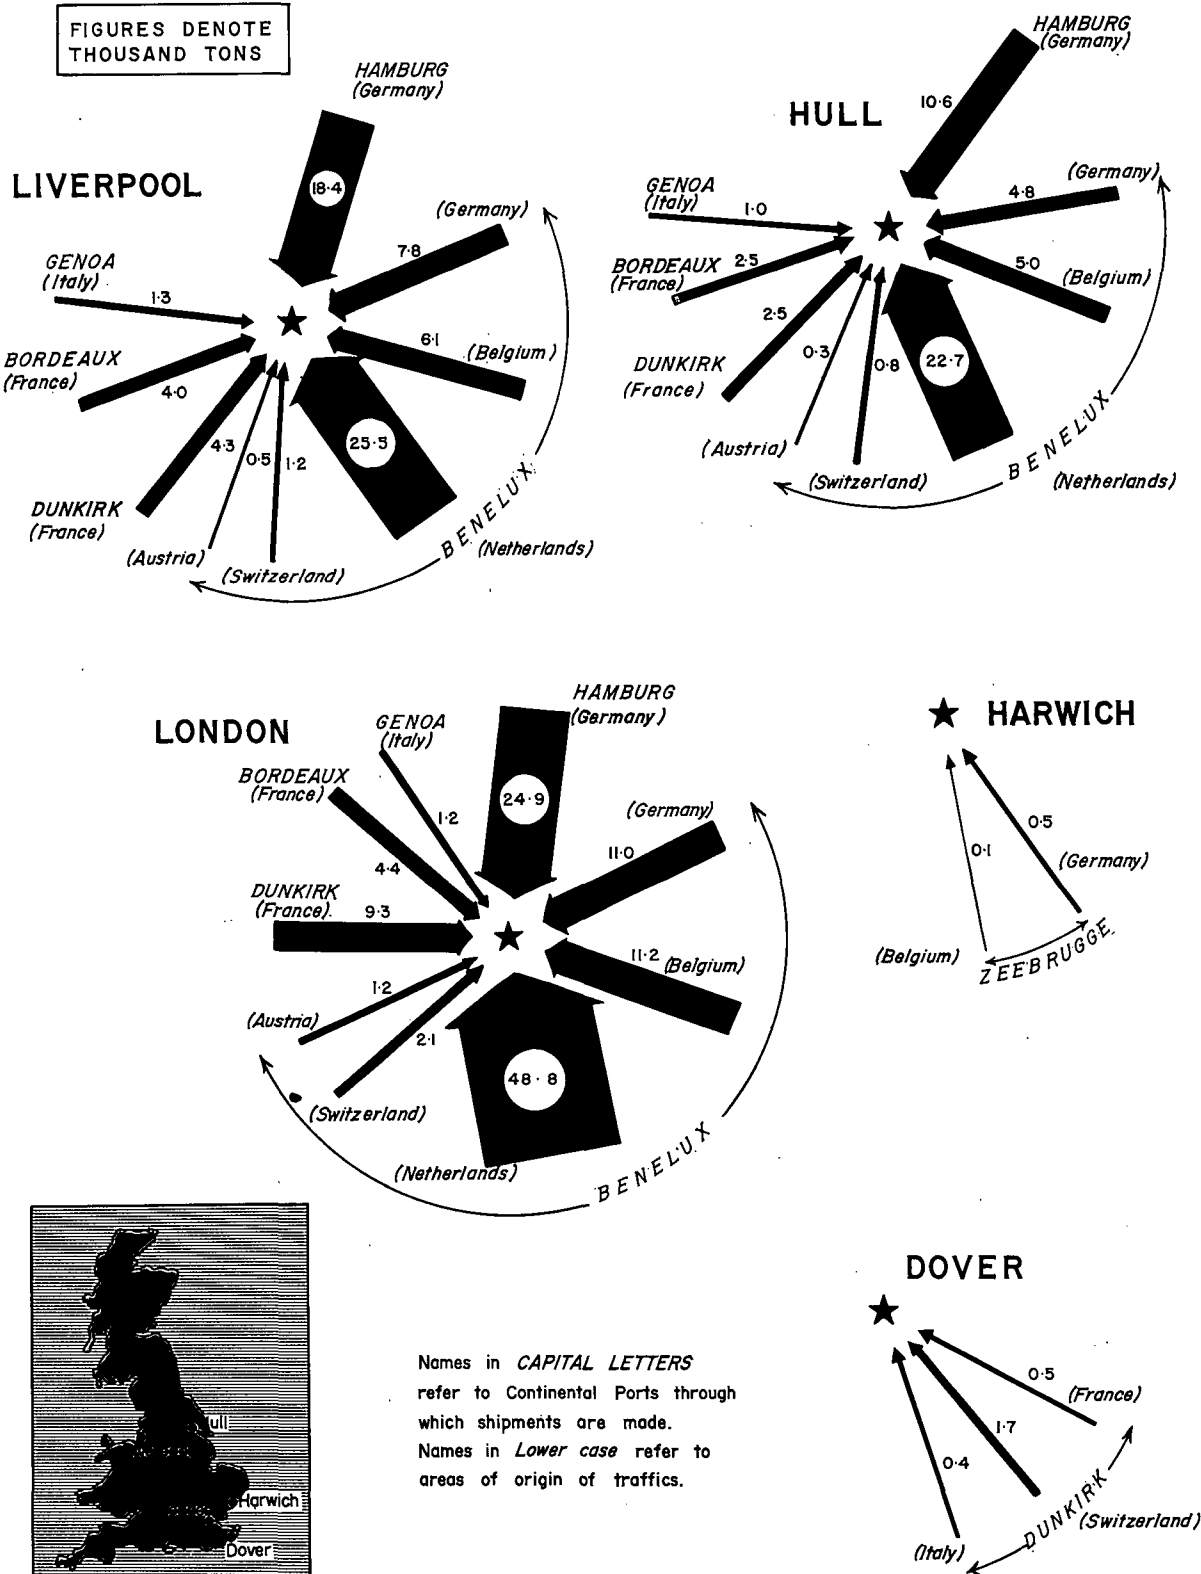 FIGURES DENOTE
THOUSAND TONS
LIVERPOOL
HAMBURG
(Germany)
18·4
(Germany)
7·8
GENOA
(Italy)
1·3
BORDEAUX
(France)
4·0
6·1
(Belgium)
DUNKIRK
(France)
4·3
0·5
1·2
25·5
(Austria)
(Switzerland)
BENELUX
(Netherlands)
HULL
HAMBURG
(Germany)
10·6
GENOA
(Italy)
1·0
(Germany)
4·8
BORDEAUX
(France)
2·5
5·0
(Belgium)
DUNKIRK
(France)
2·5
0·3
0·8
22·7
(Austria)
(Switzerland)
BENELUX
(Netherlands)
LONDON
HAMBURG
(Germany)
24·9
GENOA
(Italy)
1·2
BORDEAUX
(France)
4·4
(Germany)
11·0
DUNKIRK
(France).
9·3
11·2
(Belgium)
(Austria)
1·2
2·1
(Switzerland)
48·8
(Netherlands)
BENELUX
HARWICH
0·1
0·5
(Germany)
(Belgium)
ZEEBRUGGE
DOVER
0·5
(France)
1·7
0·4
(Switzerland)
(Italy)
DUNKIRK
ull
Harwich
Dover
Names in CAPITAL LETTERS
refer to Continental Ports through
which shipments are made.
Names in Lower case refer to
areas of origin of traffics.